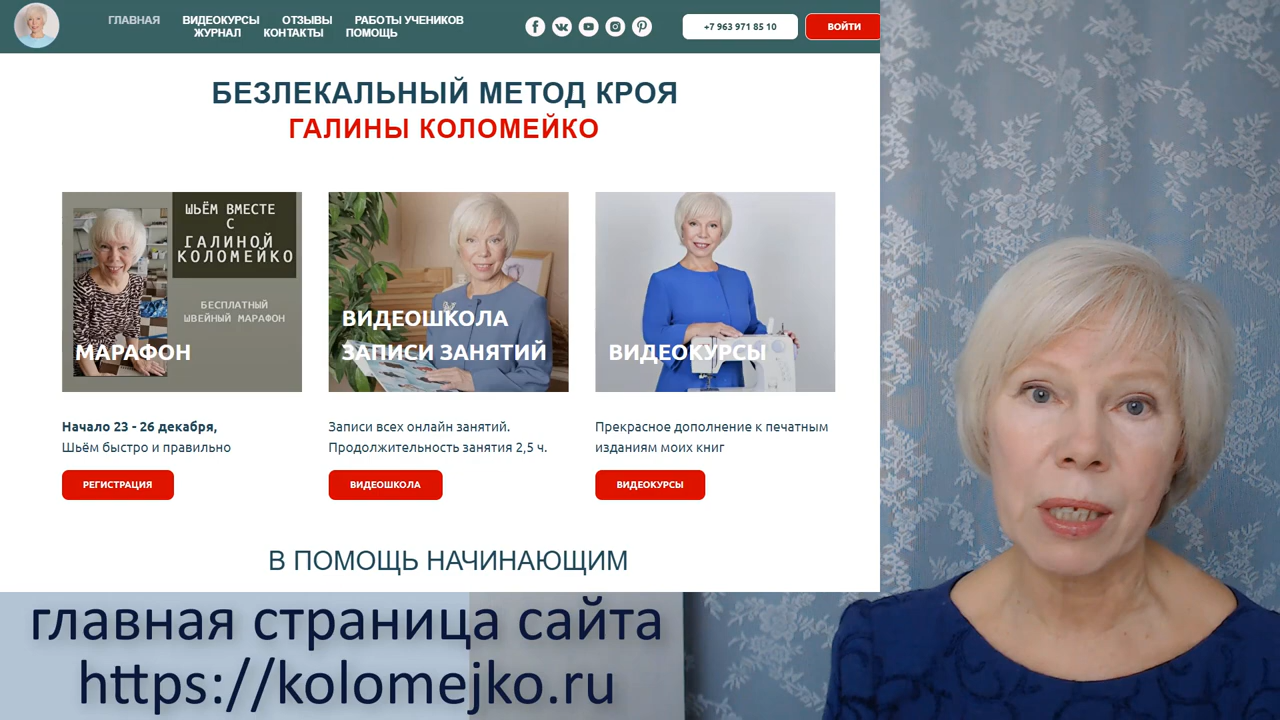 ГЛАВНАЯ ВИДЕОКУРСЫ ОТЗЫВЫ РАБОТЫ УЧЕНИКОВ
ЖУРНАЛ КОНТАКТЫ ПОМОЩЬ
+7 963 971 85 10
ВОЙТИ
БЕЗЛЕКАЛЬНЫЙ МЕТОД КРОЯ
ГАЛИНЫ КОЛОМЕЙКО
ШЬЁМ ВМЕСТЕ
С
ГАЛИНОЙ
КОЛОМЕЙКО
БЕСПЛАТНЫЙ
ШВЕЙНЫЙ МАРАФОН
МАРАФОН
Начало 23 - 26 декабря,
Шьём быстро и правильно
РЕГИСТРАЦИЯ
ВИДЕОШКОЛА
ЗАПИСИ ЗАНЯТИЙ
Записи всех онлайн занятий.
Продолжительность занятия 2,5 ч.
ВИДЕОШКОЛА
ВИДЕОКУРСЫ
Прекрасное дополнение к печатным
изданиям моих книг
ВИДЕОКУРСЫ
В ПОМОЩЬ НАЧИНАЮЩИМ
главная страница сайта
https://kolomejko.ru